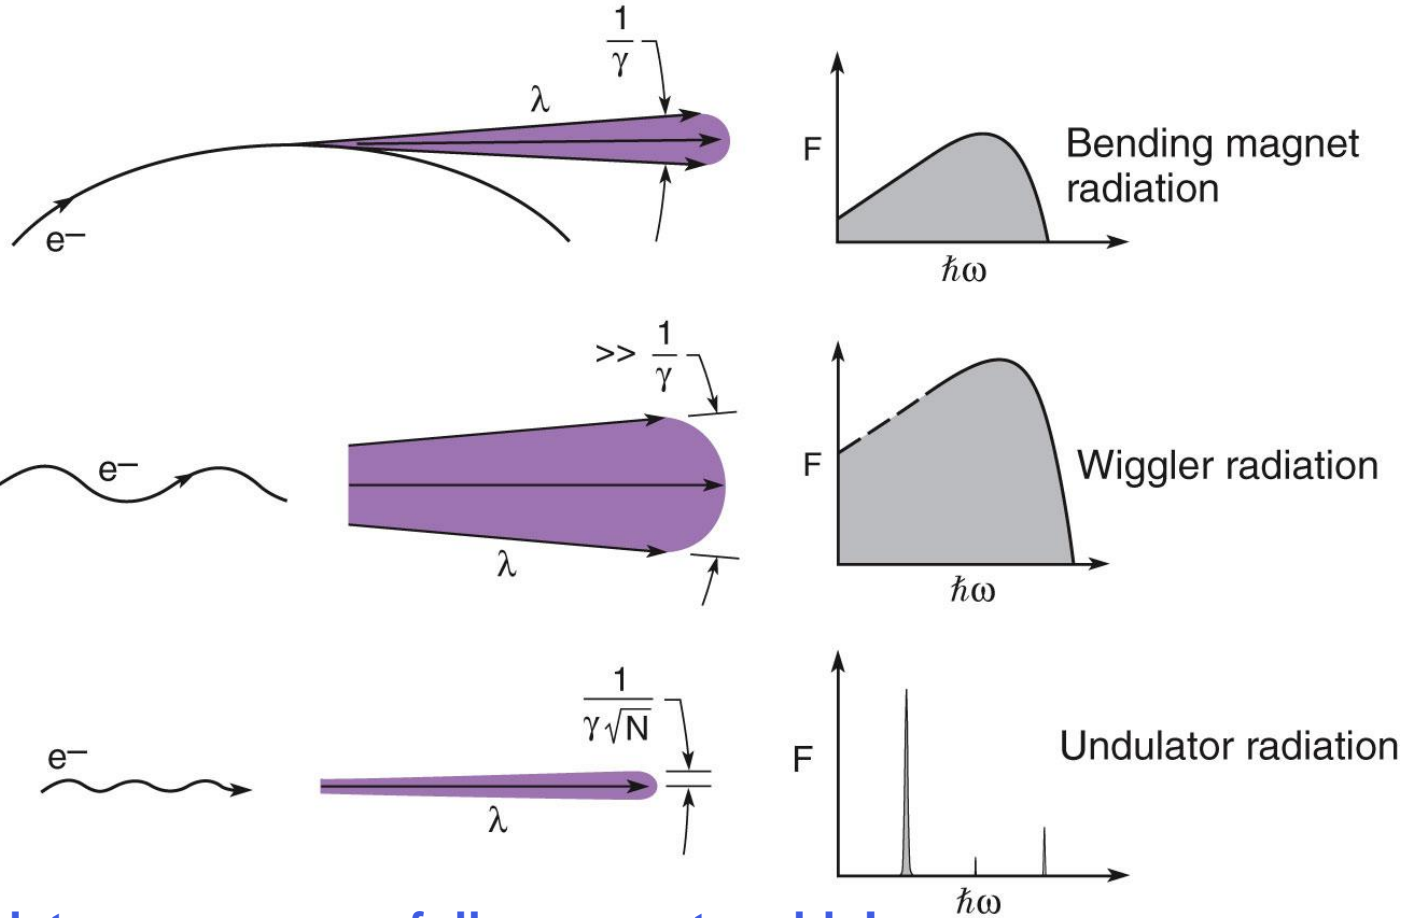 1
γ
λ
e–
F
Bending magnet
radiation
ħω
>> 1
γ
e–
λ
F
Wiggler radiation
ħω
1
γ√N
e–
λ
F
Undulator radiation
ħω